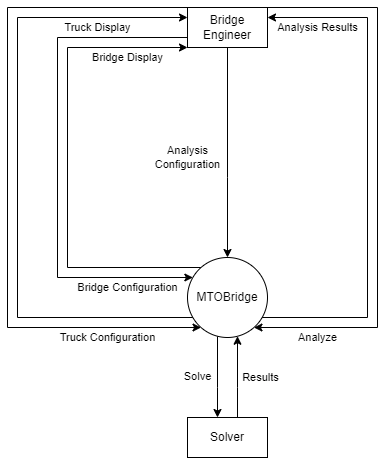 Truck Display
Bridge
Engineer
Analysis Results
Bridge Display
Analysis
Configuration
Bridge Configuration
MTOBridge
Truck Configuration
Analyze
Solve
Results
Solver